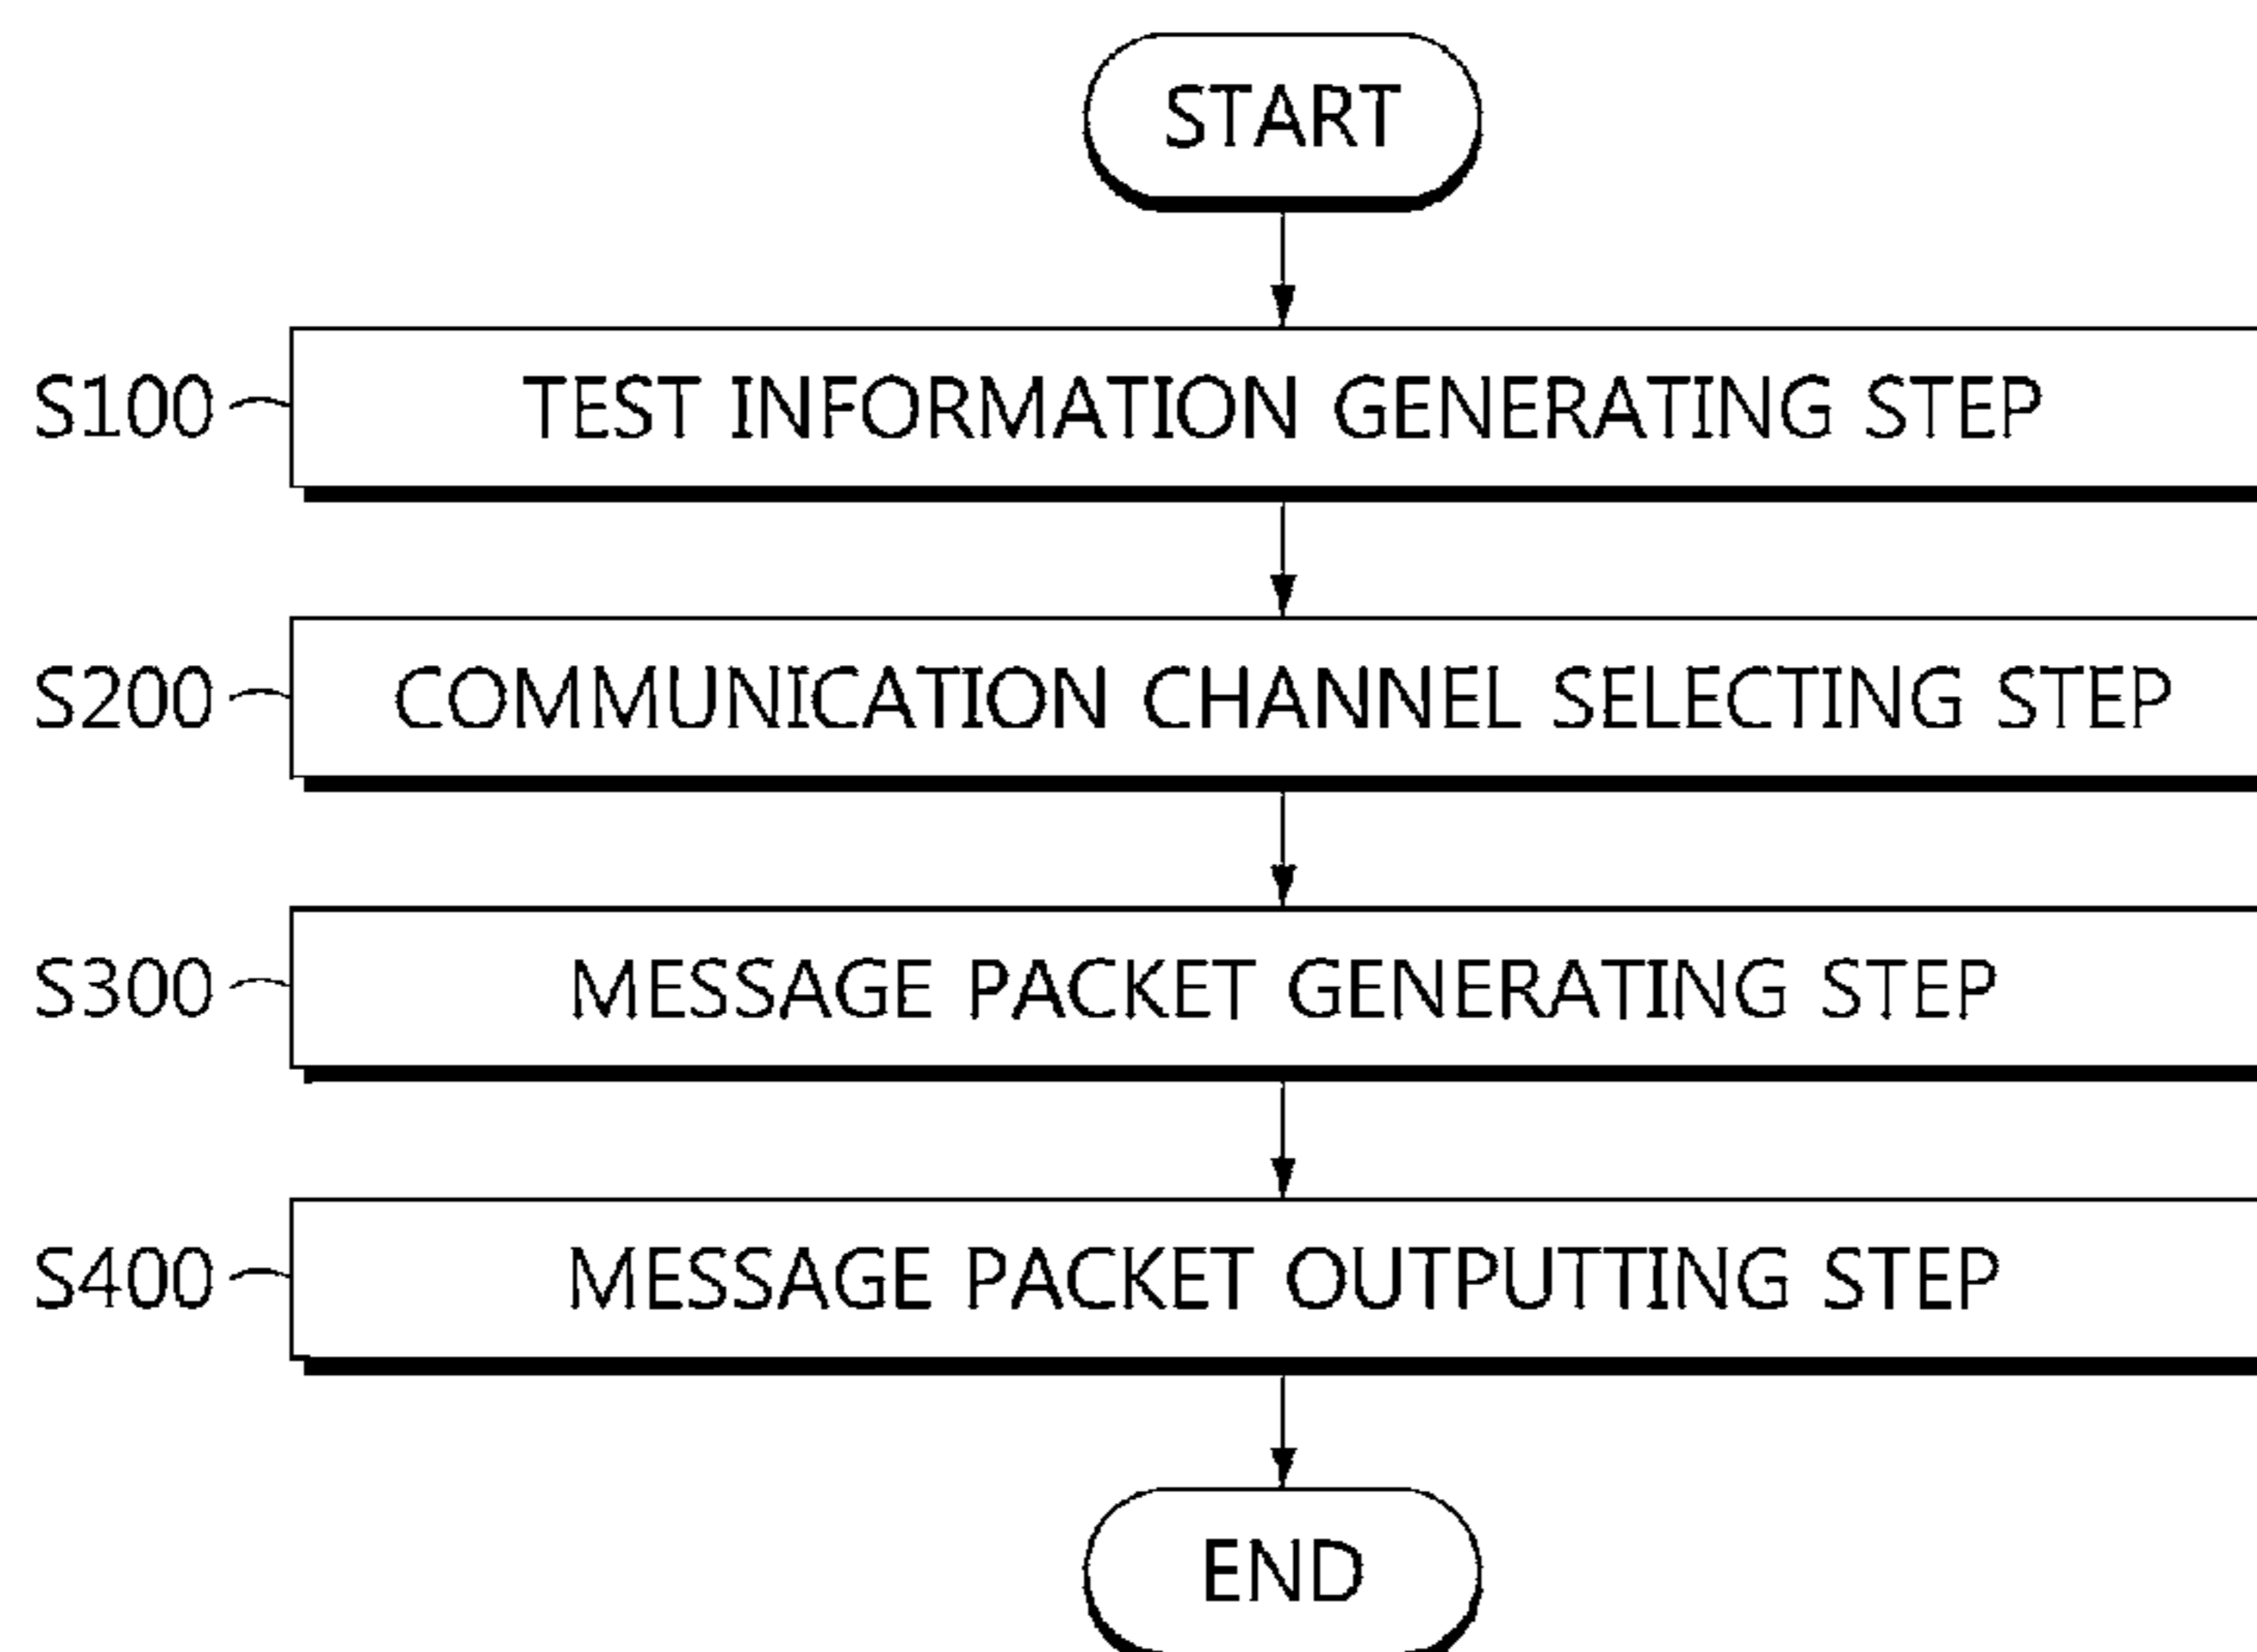 START
S100 TEST INFORMATION GENERATING STEP
S200 COMMUNICATION CHANNEL SELECTING STEP
S300 MESSAGE PACKET GENERATING STEP
S400 MESSAGE PACKET OUTPUTTING STEP
END